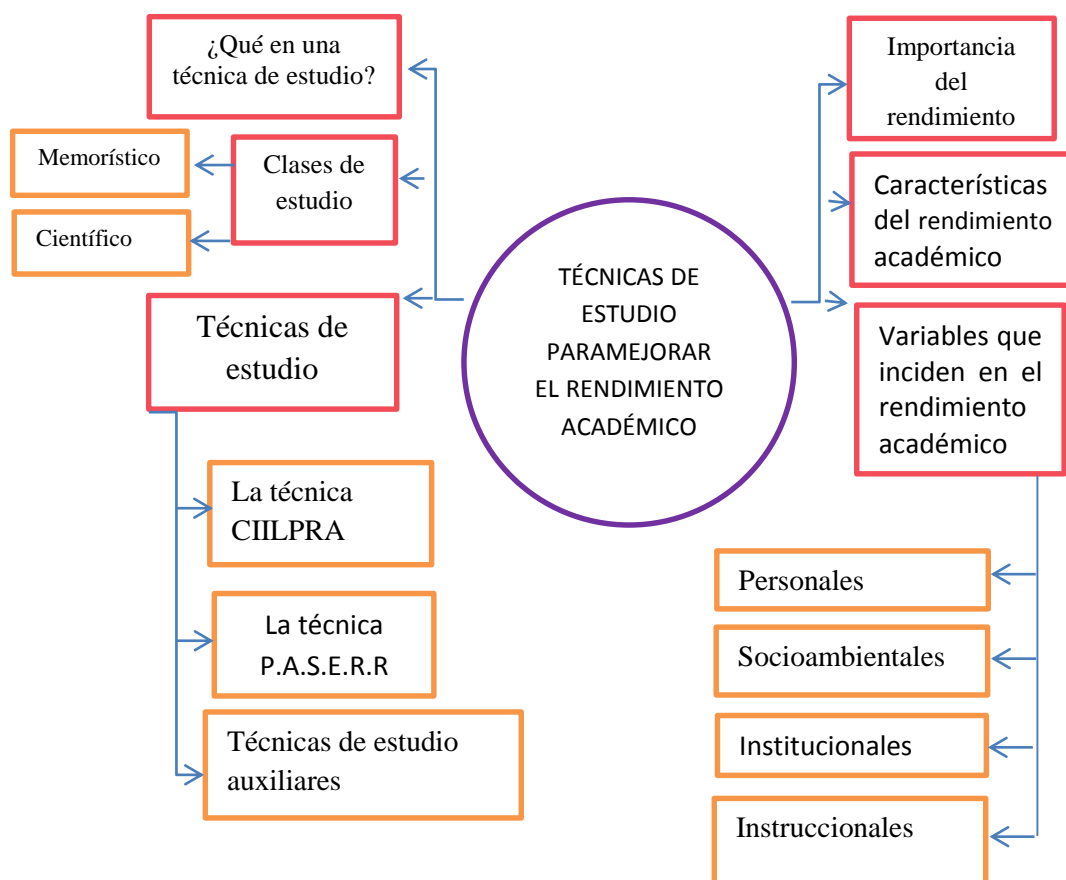 ¿Qué en una
técnica de estudio?
Memorístico
Clases de
estudio
Científico
Técnicas de
estudio
La técnica
CIILPRA
La técnica
P.A.S.E.R.R
Técnicas de estudio
auxiliares
TÉCNICAS DE
ESTUDIO
PARAMEJORAR
EL RENDIMIENTO
ACADÉMICO
Importancia
del
rendimiento
Características
del rendimiento
académico
Variables que
inciden en el
rendimiento
académico
Personales
Socioambientales
Institucionales
Instruccionales